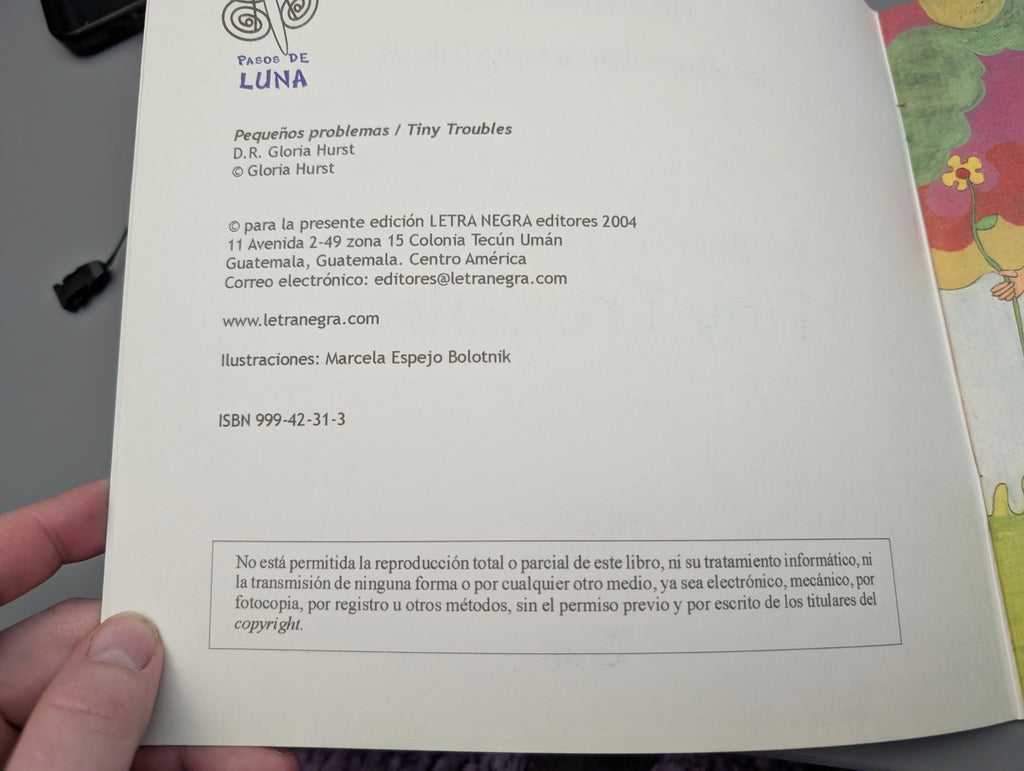 PASOS DE
LUNA
Pequeños problemas / Tiny Troubles
D.R. Gloria Hurst
© Gloria Hurst
© para la presente edición LETRA NEGRA editores 2004
11 Avenida 2-49 zona 15 Colonia Tecún Umán
Guatemala, Guatemala. Centro América
Correo electrónico: editores@letranegra.com
www.letranegra.com
Ilustraciones: Marcela Espejo Bolotnik
ISBN 999-42-31-3
No está permitida la reproducción total o parcial de este libro, ni su tratamiento informático, ni
la transmisión de ninguna forma o por cualquier otro medio, ya sea electrónico, mecánico, por
fotocopia, por registro u otros métodos, sin el permiso previo y por escrito de los titulares del
copyright.